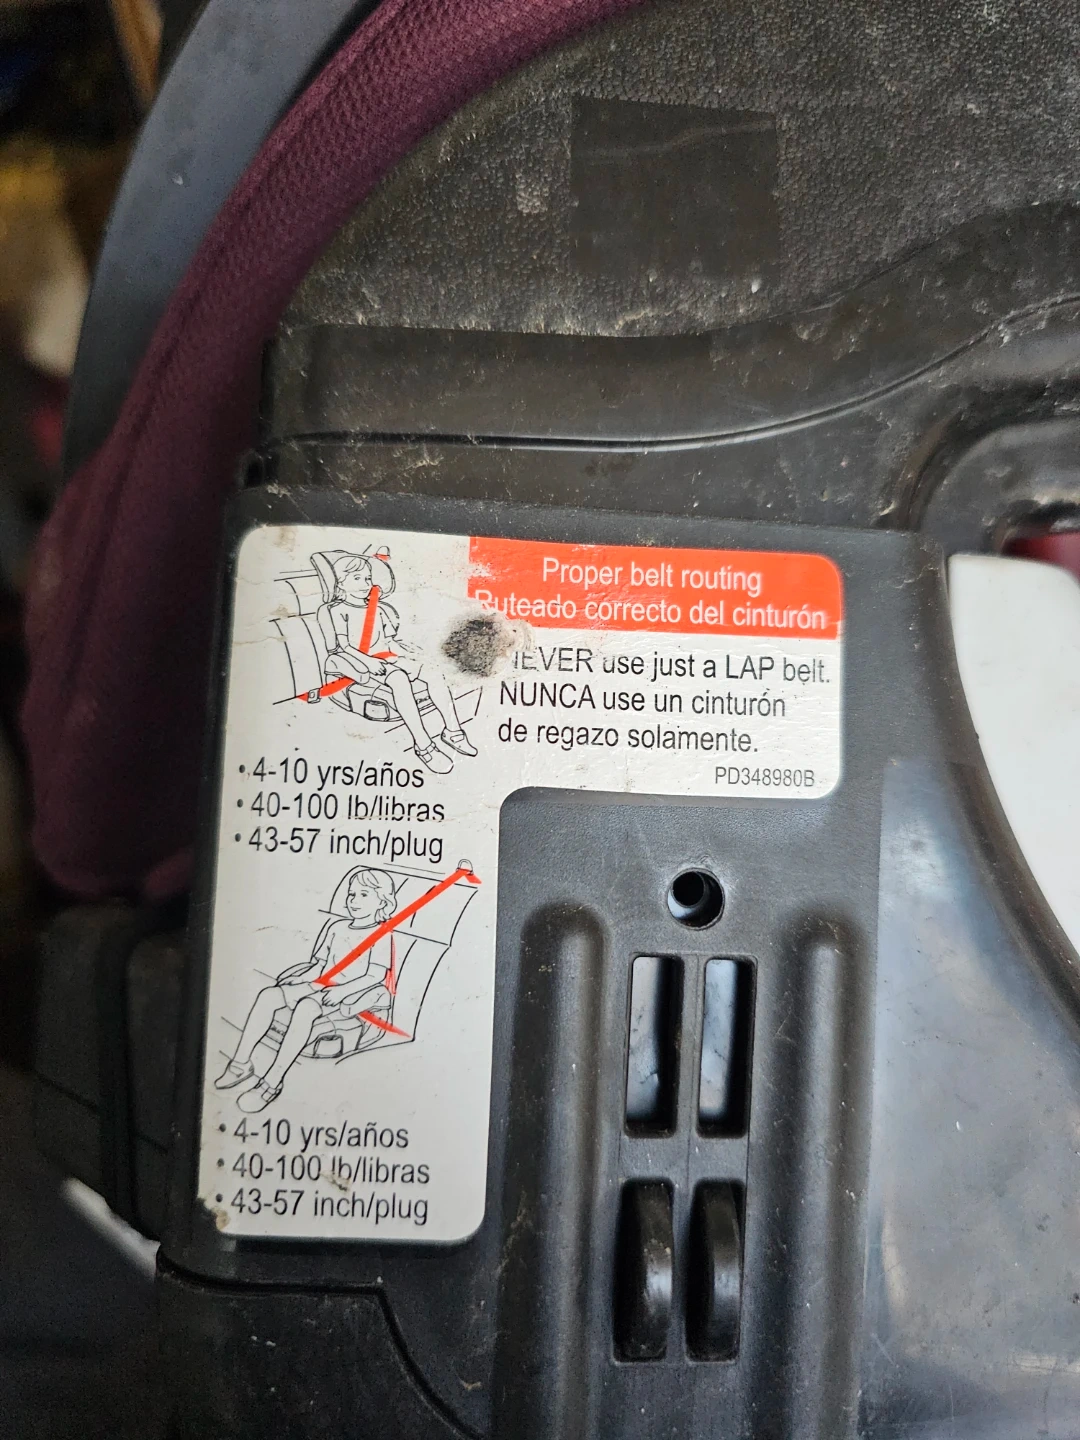 Proper belt routing
Ruteado correcto del cinturón
NEVER use just a LAP belt.
NUNCA use un cinturón
de regazo solamente.
PD348980B
• 4-10 yrs/años
• 40-100 lb/libras
• 43-57 inch/plug
• 4-10 yrs/años
• 40-100 lb/libras
• 43-57 inch/plug